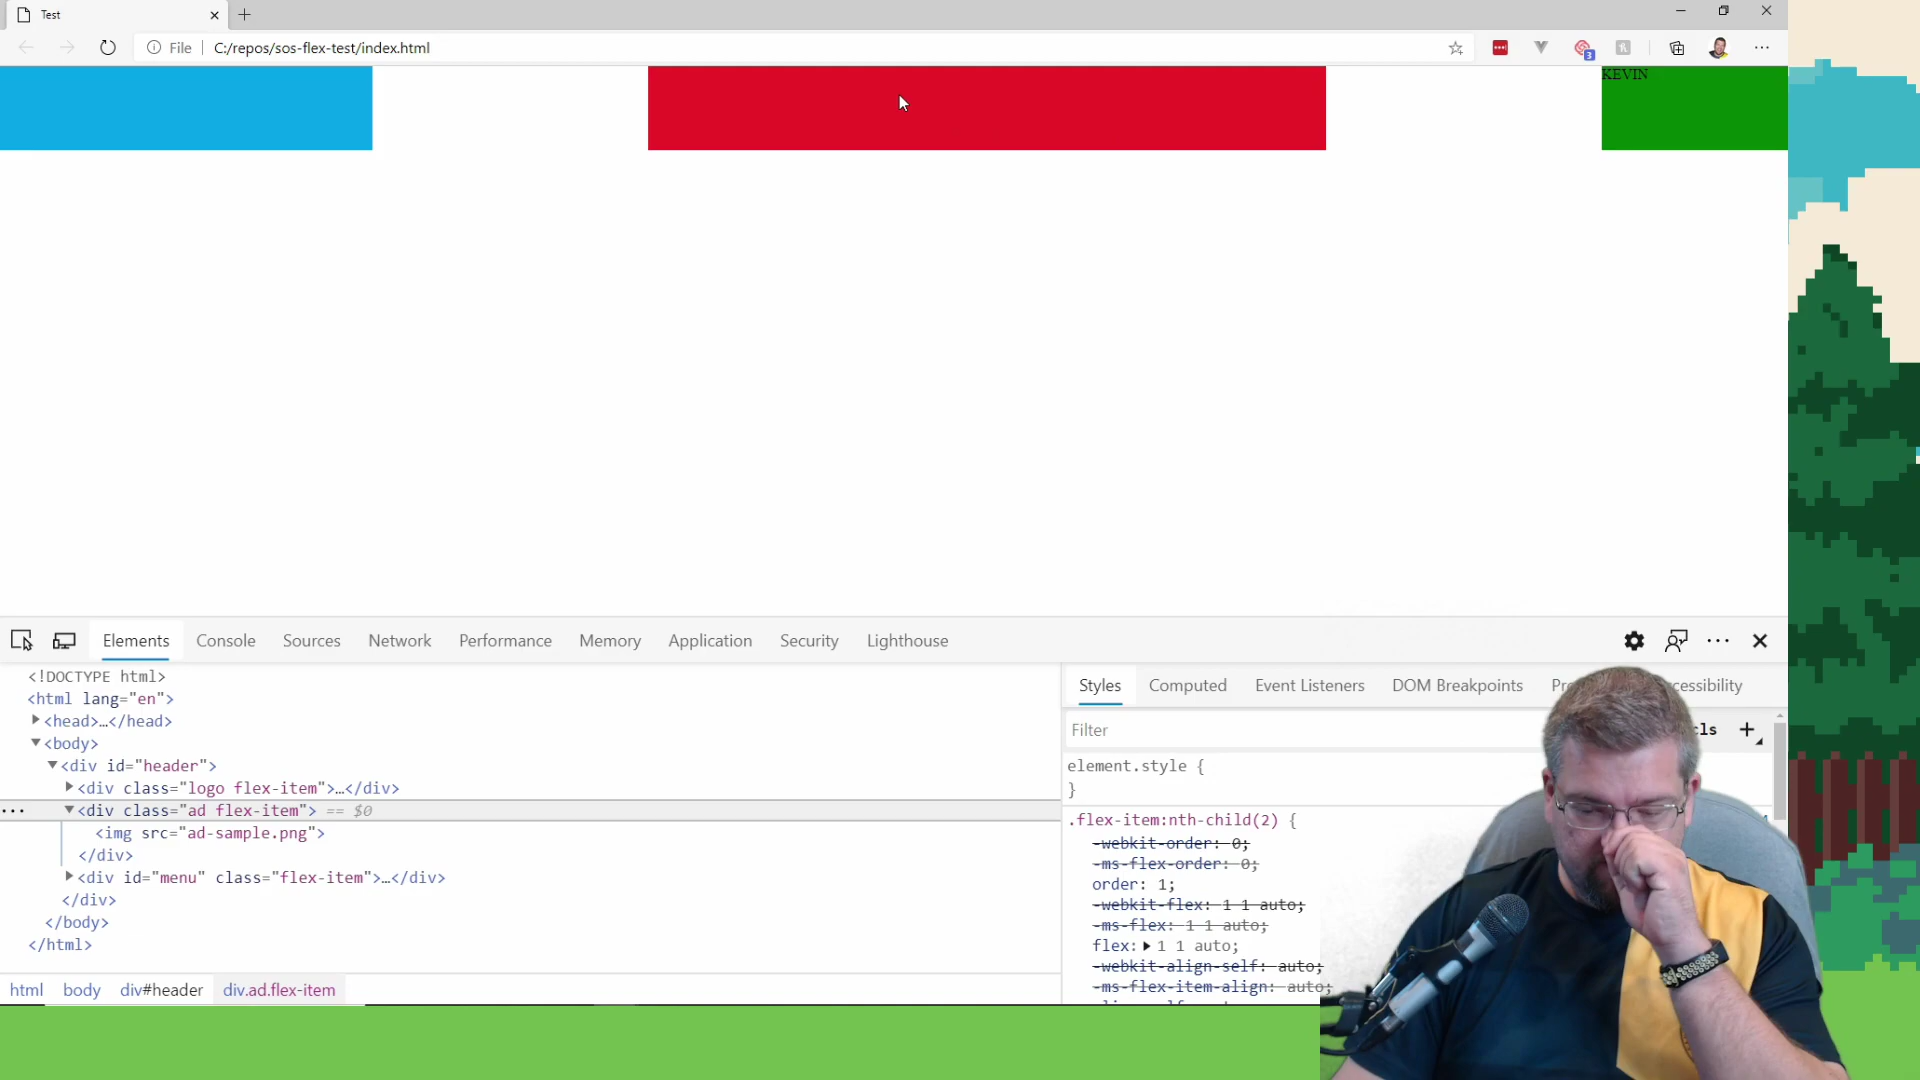 Test
File
C:/repos/sos-flex-test/index.html
3
KEVIN
Elements
Console
Sources
Network
Performance
Memory
Application
Security
Lighthouse
<!DOCTYPE html>
<html lang="en">
<head>…</head>
<body>
<div id="header">
<div class="logo flex-item">…</div>
<div class="ad flex-item"> == $0
<img src="ad-sample.png">
</div>
<div id="menu" class="flex-item">…</div>
</div>
</body>
</html>
html body div#header div.ad.flex-item
Styles
Computed
Event Listeners
DOM Breakpoints
Filter
element.style {
}
.flex-item:nth-child(2) {
-webkit-order: 0;
-ms-flex-order: 0;
order: 1;
-webkit-flex: 1 1 auto;
-ms-flex: 1 1 auto;
flex: 1 1 auto;
-webkit-align-self: auto;
-ms-flex-item-align: auto;